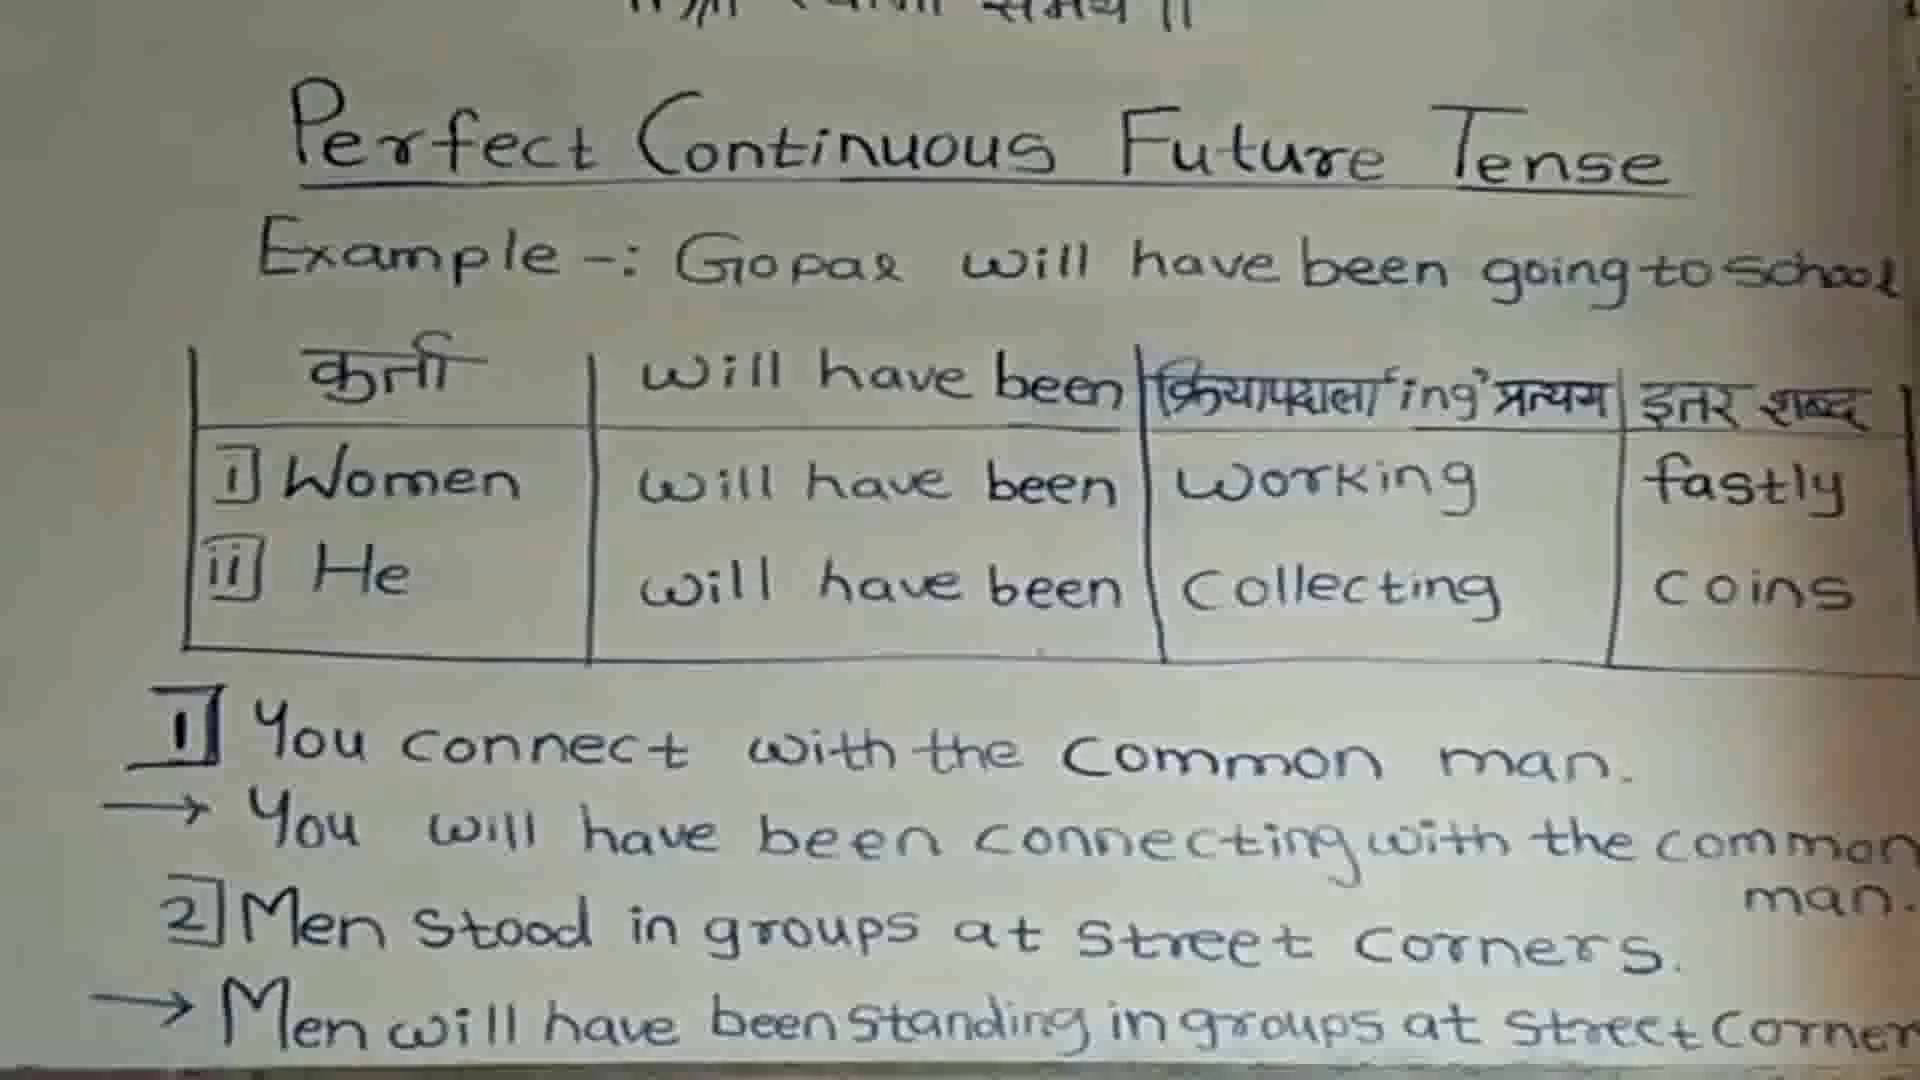 समर्थ ||
Perfect Continuous Future Tense
Example -: Gopal will have been going to school
कर्ता will have been क्रियापदाला 'ing' प्रत्यय इतर शब्द
i] Women will have been working fastly
ii] He will have been collecting coins
1] You connect with the common man.
→ You will have been connecting with the common
man.
2] Men stood in groups at street corners.
→ Men will have been standing in groups at street corner